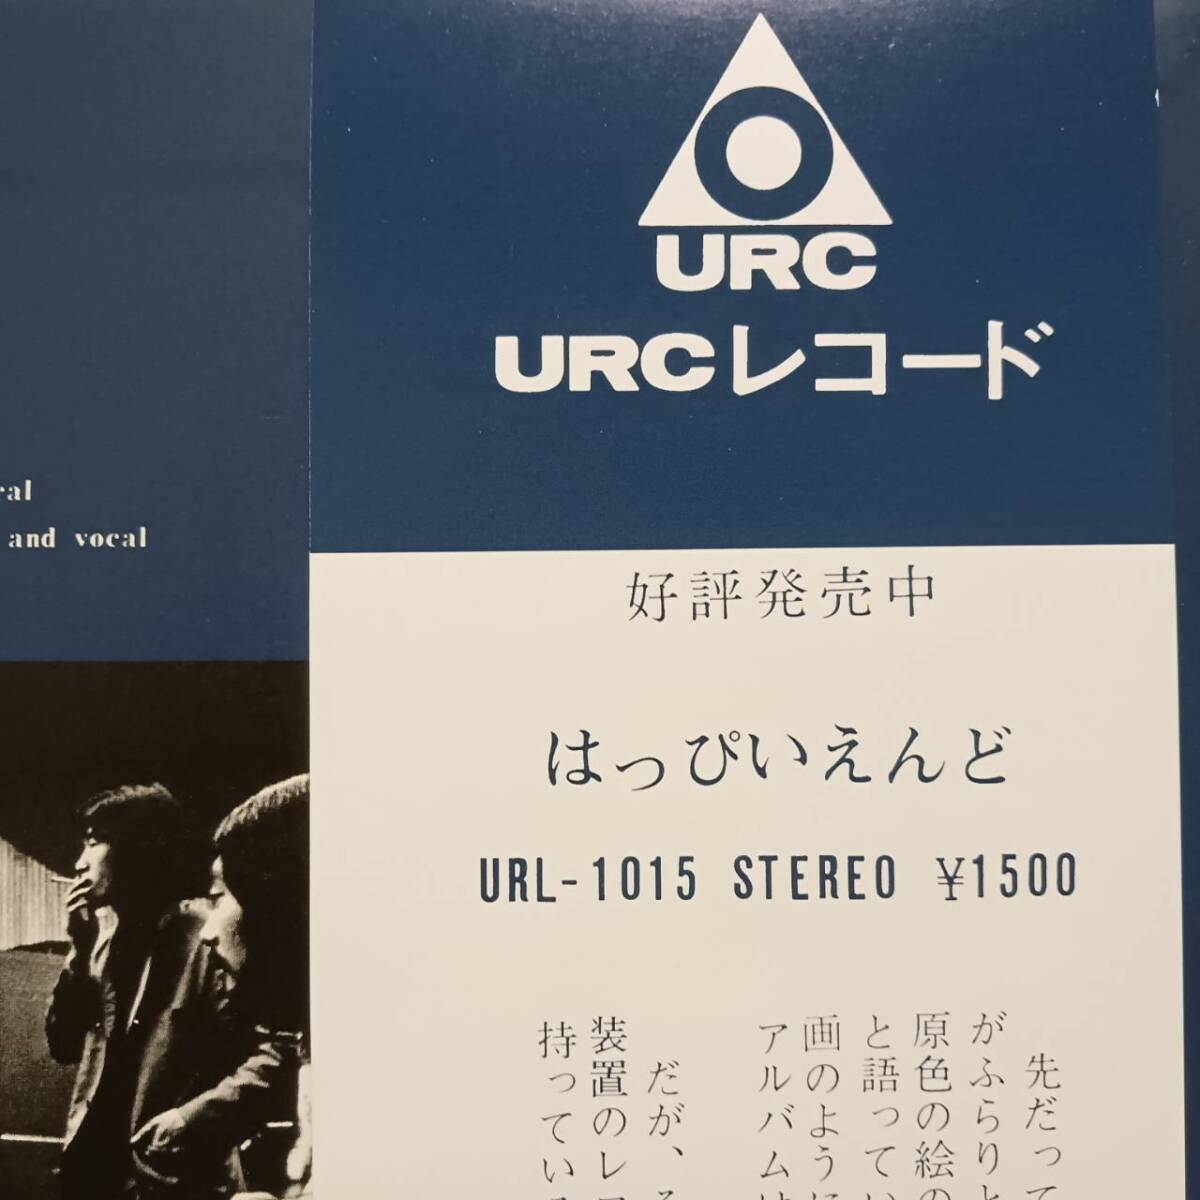 URC
URCレコード
cal
and vocal
好評発売中
はっぴいえんど
URL-1015 STEREO ¥1500
先だって
がふらりと
原色の絵の
と語ってい
画のように
アルバムは
だが、そ
装置のレコ
持っている